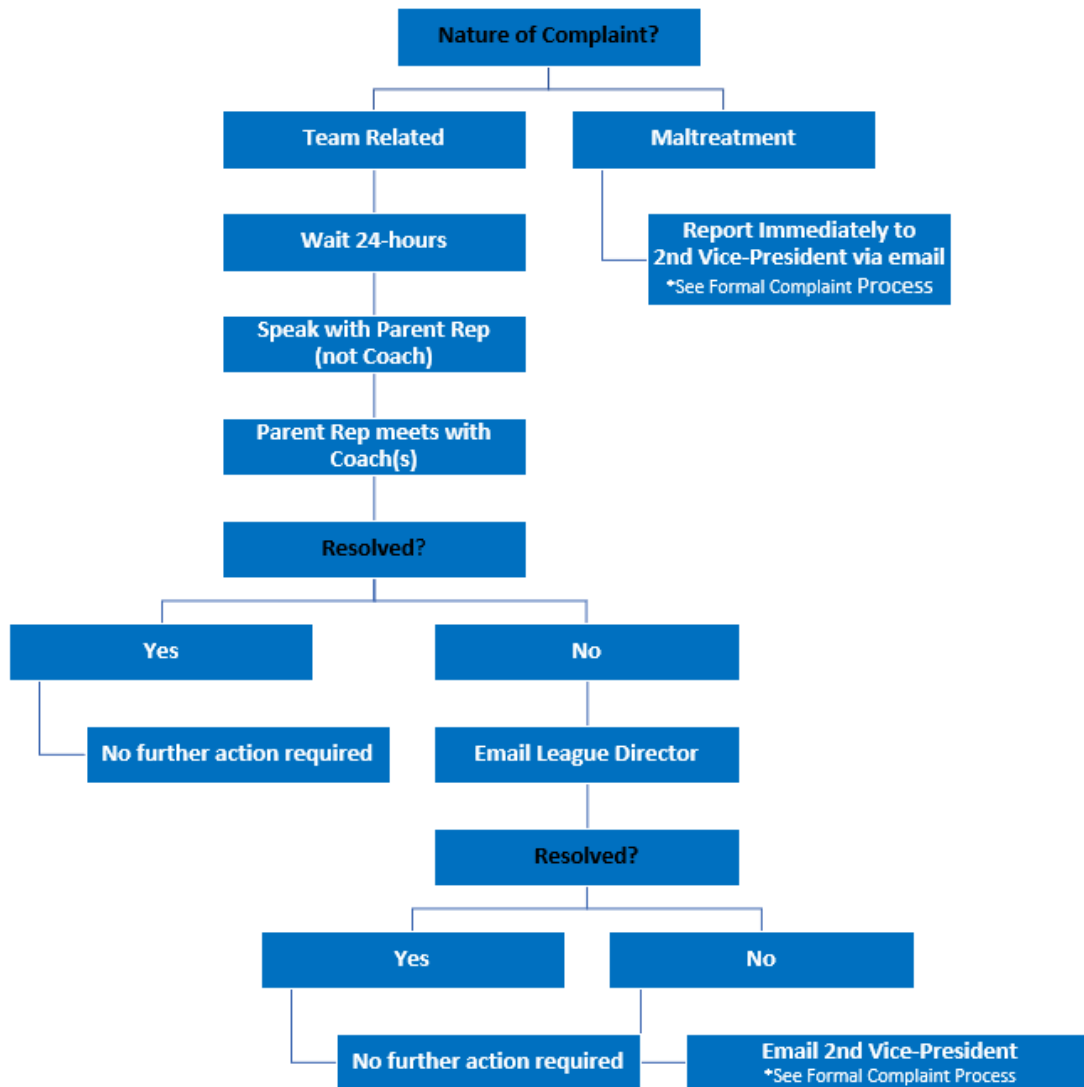 Nature of Complaint?
Team Related
Maltreatment
Wait 24-hours
Report Immediately to
2nd Vice-President via email
*See Formal Complaint Process
Speak with Parent Rep
(not Coach)
Parent Rep meets with
Coach(s)
Resolved?
Yes
No
No further action required
Email League Director
Resolved?
Yes
No
No further action required
Email 2nd Vice-President
*See Formal Complaint Process